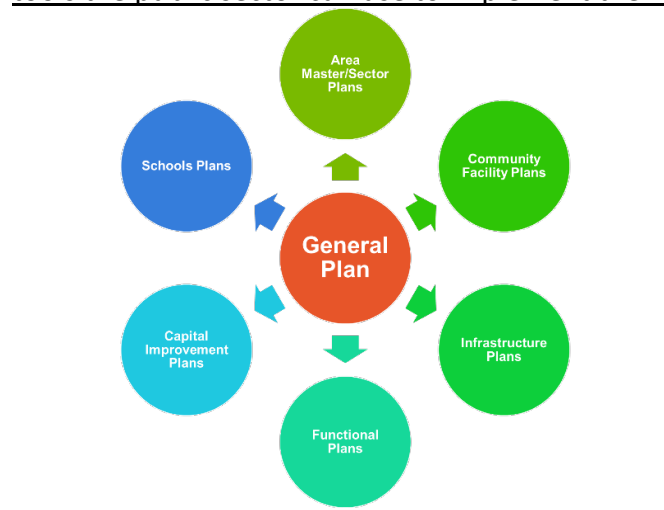 Area
Master/Sector
Plans
Schools Plans
Community
Facility Plans
General
Plan
Capital
Improvement
Plans
Infrastructure
Plans
Functional
Plans